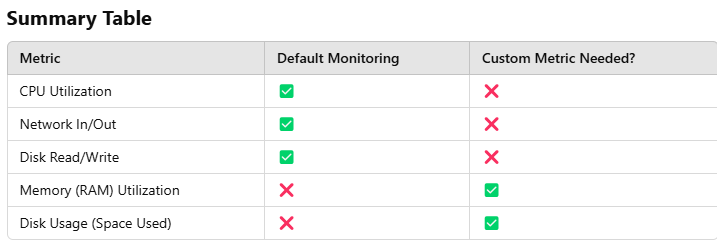 Summary Table
Metric Default Monitoring Custom Metric Needed?
CPU Utilization ✅ ❌
Network In/Out ✅ ❌
Disk Read/Write ✅ ❌
Memory (RAM) Utilization ❌ ✅
Disk Usage (Space Used) ❌ ✅